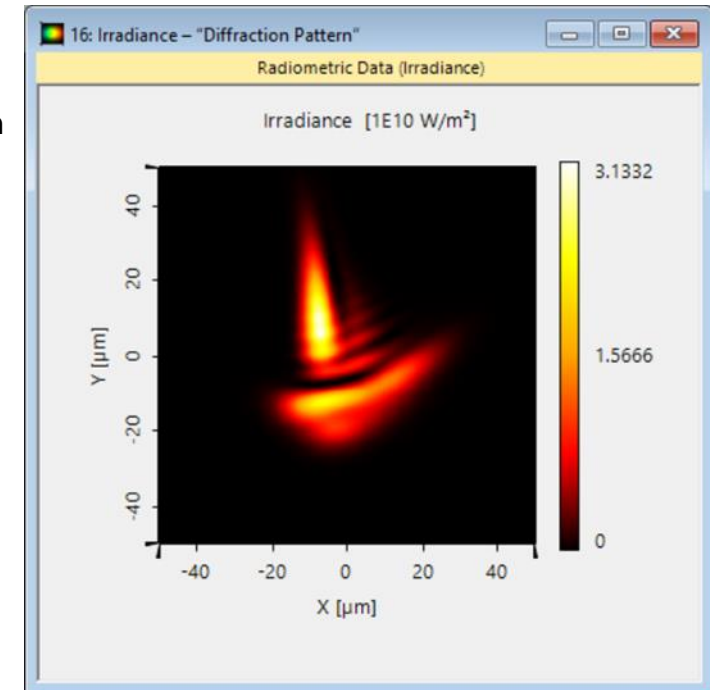 16: Irradiance – "Diffraction Pattern"
Radiometric Data (Irradiance)
Irradiance [1E10 W/m²]
3.1332
1.5666
0
Y [µm]
40
20
0
-20
-40
-40 -20 0 20 40
X [µm]